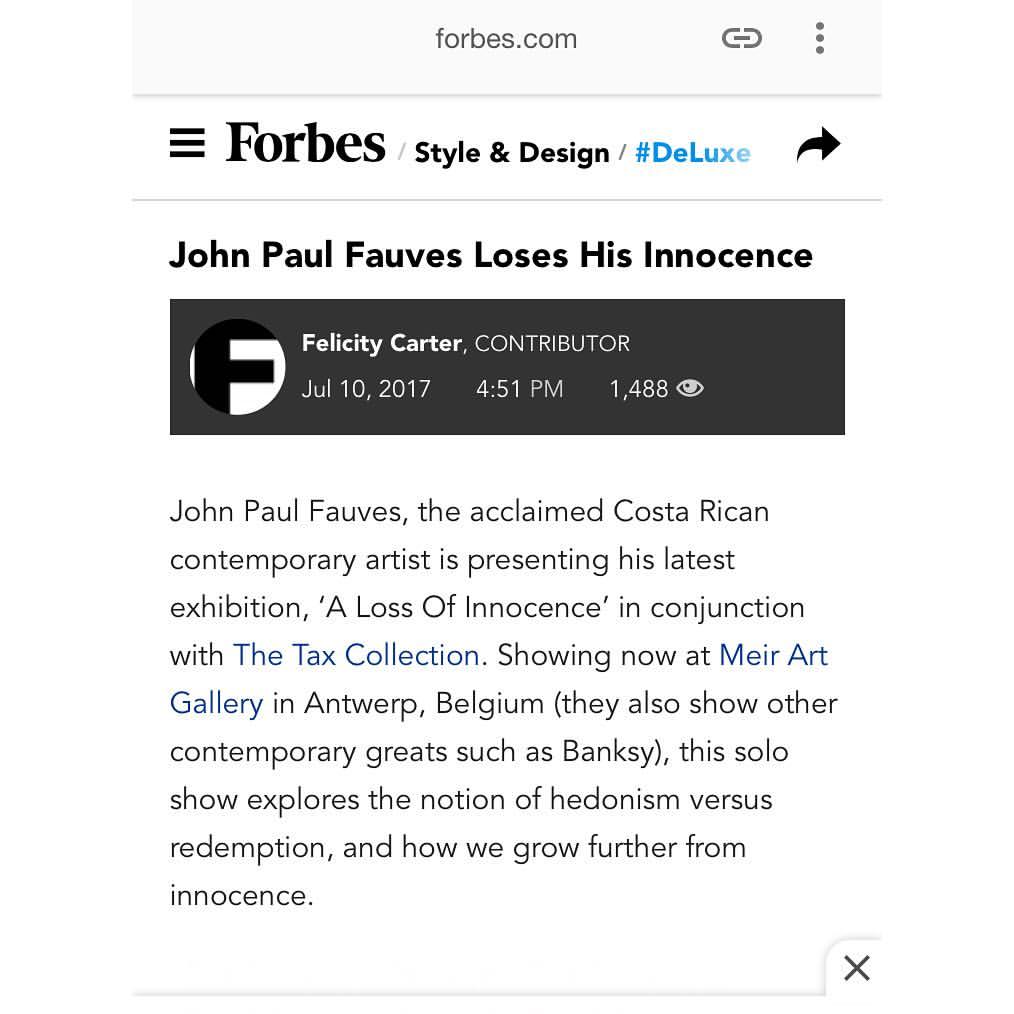 forbes.com
Forbes / Style & Design / #DeLuxe
John Paul Fauves Loses His Innocence
Felicity Carter, CONTRIBUTOR
Jul 10, 2017 4:51 PM 1,488
John Paul Fauves, the acclaimed Costa Rican
contemporary artist is presenting his latest
exhibition, ‘A Loss Of Innocence’ in conjunction
with The Tax Collection. Showing now at Meir Art
Gallery in Antwerp, Belgium (they also show other
contemporary greats such as Banksy), this solo
show explores the notion of hedonism versus
redemption, and how we grow further from
innocence.